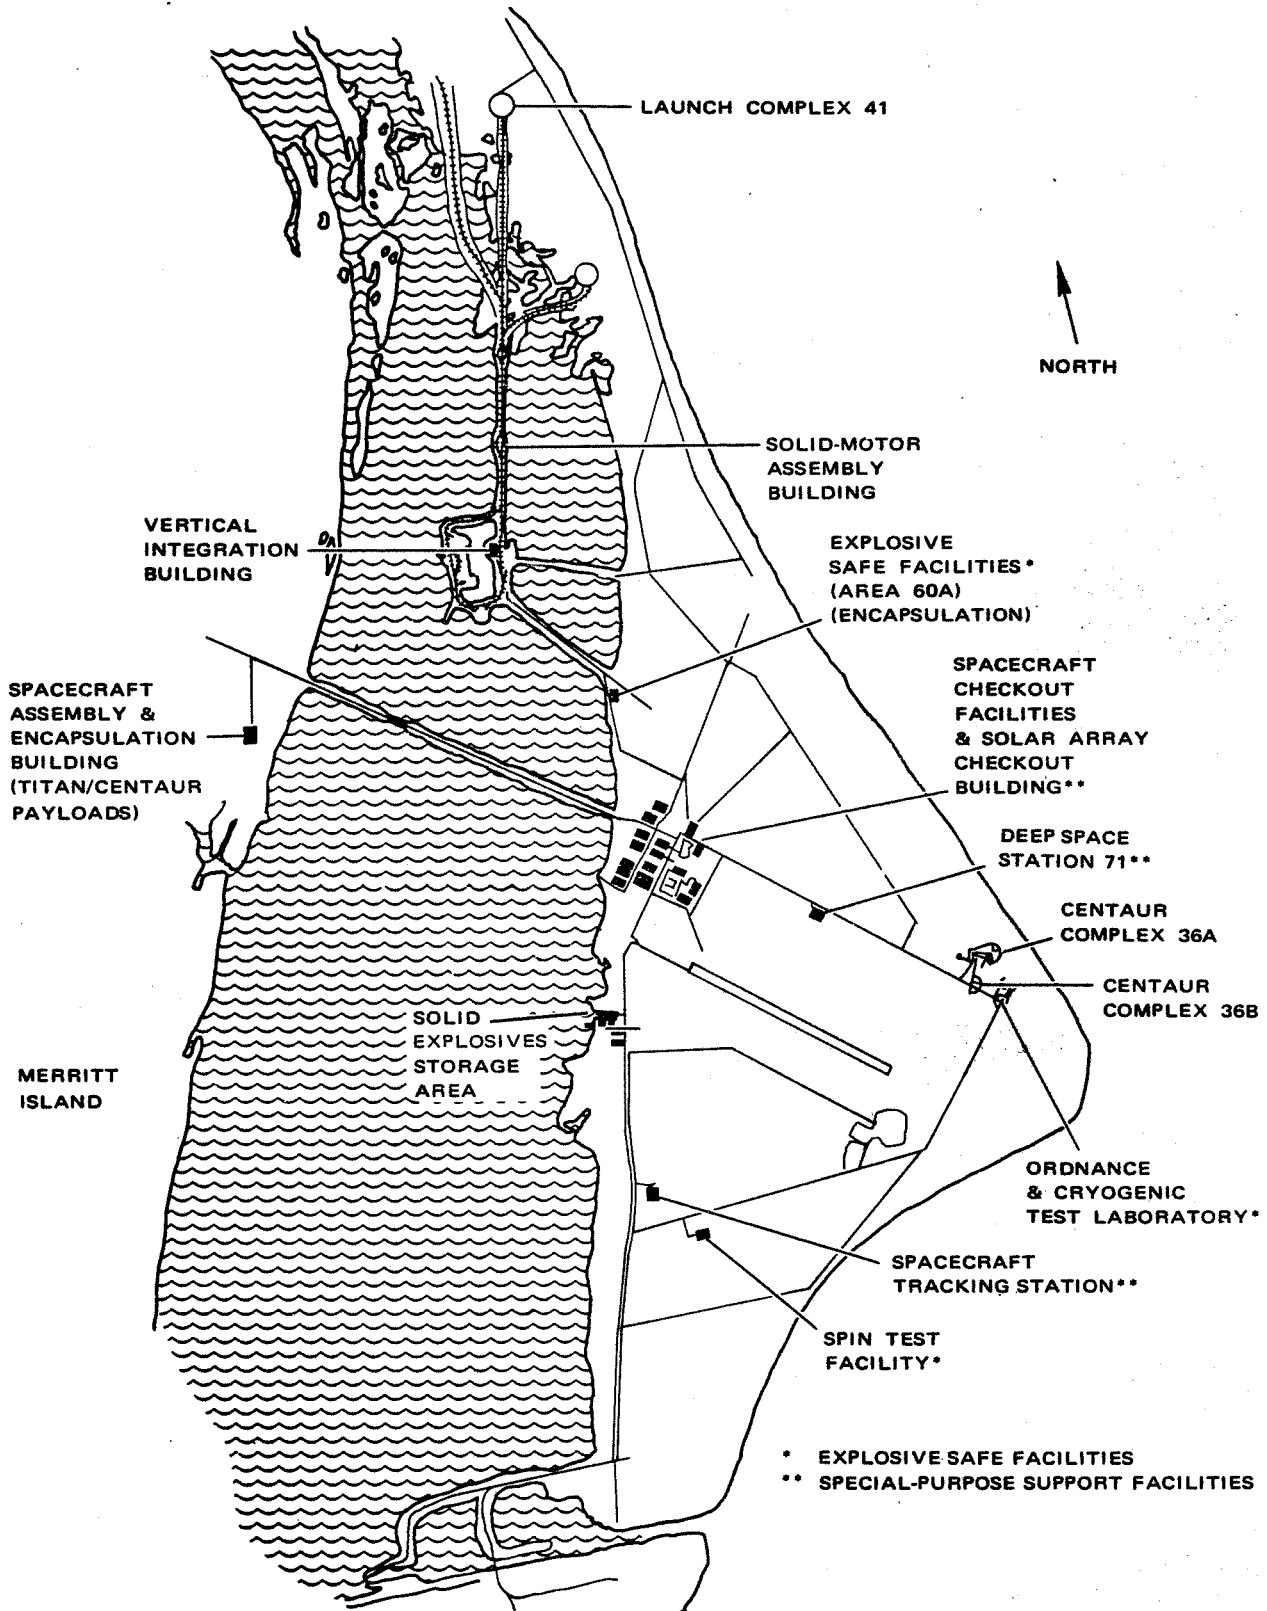 LAUNCH COMPLEX 41
NORTH
SOLID-MOTOR
ASSEMBLY
BUILDING
VERTICAL
INTEGRATION
BUILDING
EXPLOSIVE
SAFE FACILITIES*
(AREA 60A)
(ENCAPSULATION)
SPACECRAFT
CHECKOUT
FACILITIES
& SOLAR ARRAY
CHECKOUT
BUILDING**
SPACECRAFT
ASSEMBLY &
ENCAPSULATION
BUILDING
(TITAN/CENTAUR
PAYLOADS)
DEEP SPACE
STATION 71**
CENTAUR
COMPLEX 36A
CENTAUR
COMPLEX 36B
SOLID
EXPLOSIVES
STORAGE
AREA
MERRITT
ISLAND
ORDNANCE
& CRYOGENIC
TEST LABORATORY*
SPACECRAFT
TRACKING STATION**
SPIN TEST
FACILITY*
* EXPLOSIVE SAFE FACILITIES
** SPECIAL-PURPOSE SUPPORT FACILITIES